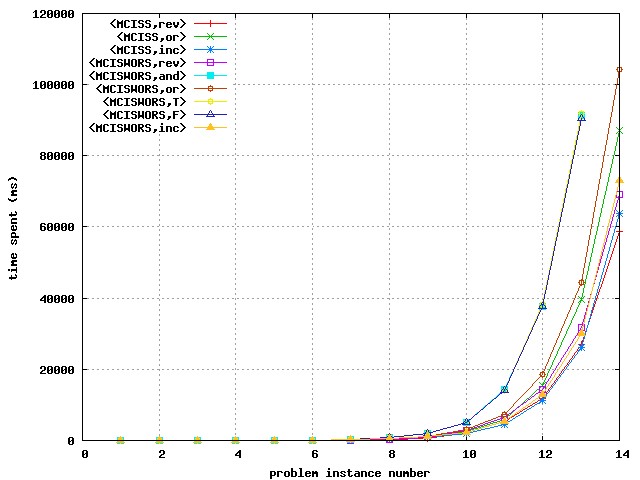 120000
100000
80000
60000
40000
20000
0
time spent (ms)
<MCISS,rev>
<MCISS,or>
<MCISS,inc>
<MCISWORS,rev>
<MCISWORS,and>
<MCISWORS,or>
<MCISWORS,T>
<MCISWORS,F>
<MCISWORS,inc>
0 2 4 6 8 10 12 14
problem instance number